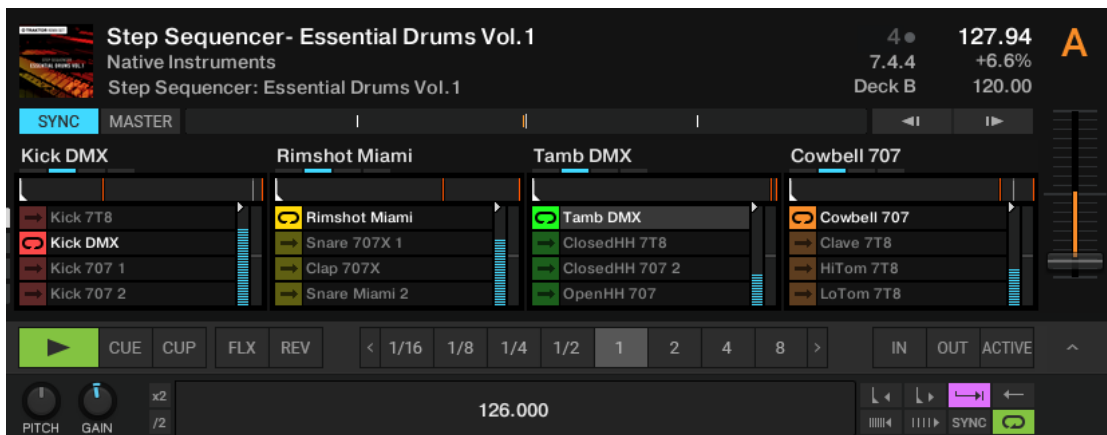 Step Sequencer- Essential Drums Vol.1 4 127.94 A
Native Instruments 7.4.4 +6.6%
Step Sequencer: Essential Drums Vol.1 Deck B 120.00
SYNC MASTER
Kick DMX Rimshot Miami Tamb DMX Cowbell 707
Kick 7T8 Rimshot Miami Tamb DMX Cowbell 707
Kick DMX Snare 707X 1 ClosedHH 7T8 Clave 7T8
Kick 707 1 Clap 707X ClosedHH 707 2 HiTom 7T8
Kick 707 2 Snare Miami 2 OpenHH 707 LoTom 7T8
CUE CUP FLX REV < 1/16 1/8 1/4 1/2 1 2 4 8 > IN OUT ACTIVE
x2
126.000
PITCH GAIN /2 SYNC